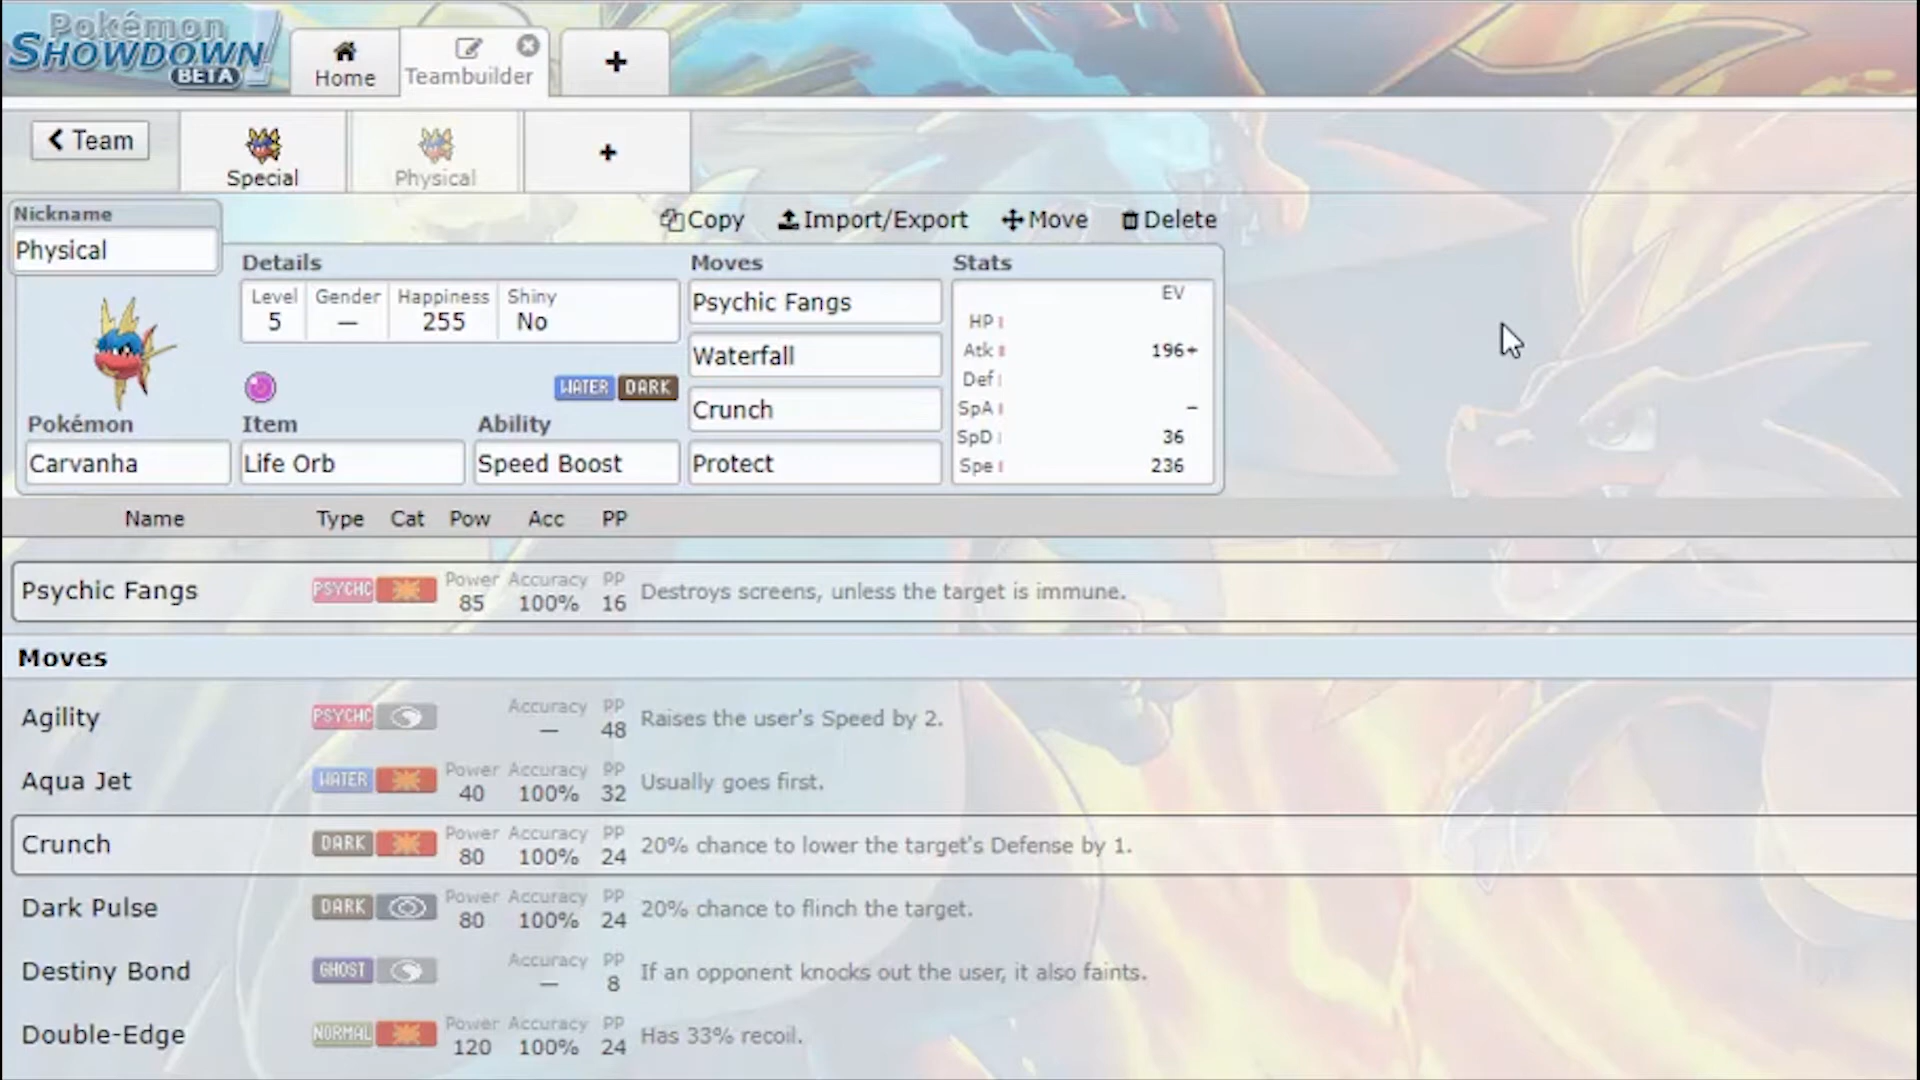 Pokémon
SHOWDOWN
BETA
Home
Teambuilder
+
Team
Special
Physical
+
Nickname
Physical
Copy
Import/Export
Move
Delete
Details
Level Gender Happiness Shiny
5 — 255 No
WATER DARK
Pokémon Item Ability
Carvanha Life Orb Speed Boost
Moves
Psychic Fangs
Waterfall
Crunch
Protect
Stats
EV
HP
Atk 196+
Def
SpA −
SpD 36
Spe 236
Name Type Cat Pow Acc PP
Psychic Fangs PSYCHC Power 85 Accuracy 100% PP 16 Destroys screens, unless the target is immune.
Moves
Agility PSYCHC Accuracy — PP 48 Raises the user's Speed by 2.
Aqua Jet WATER Power 40 Accuracy 100% PP 32 Usually goes first.
Crunch DARK Power 80 Accuracy 100% PP 24 20% chance to lower the target's Defense by 1.
Dark Pulse DARK Power 80 Accuracy 100% PP 24 20% chance to flinch the target.
Destiny Bond GHOST Accuracy — PP 8 If an opponent knocks out the user, it also faints.
Double-Edge NORMAL Power 120 Accuracy 100% PP 24 Has 33% recoil.